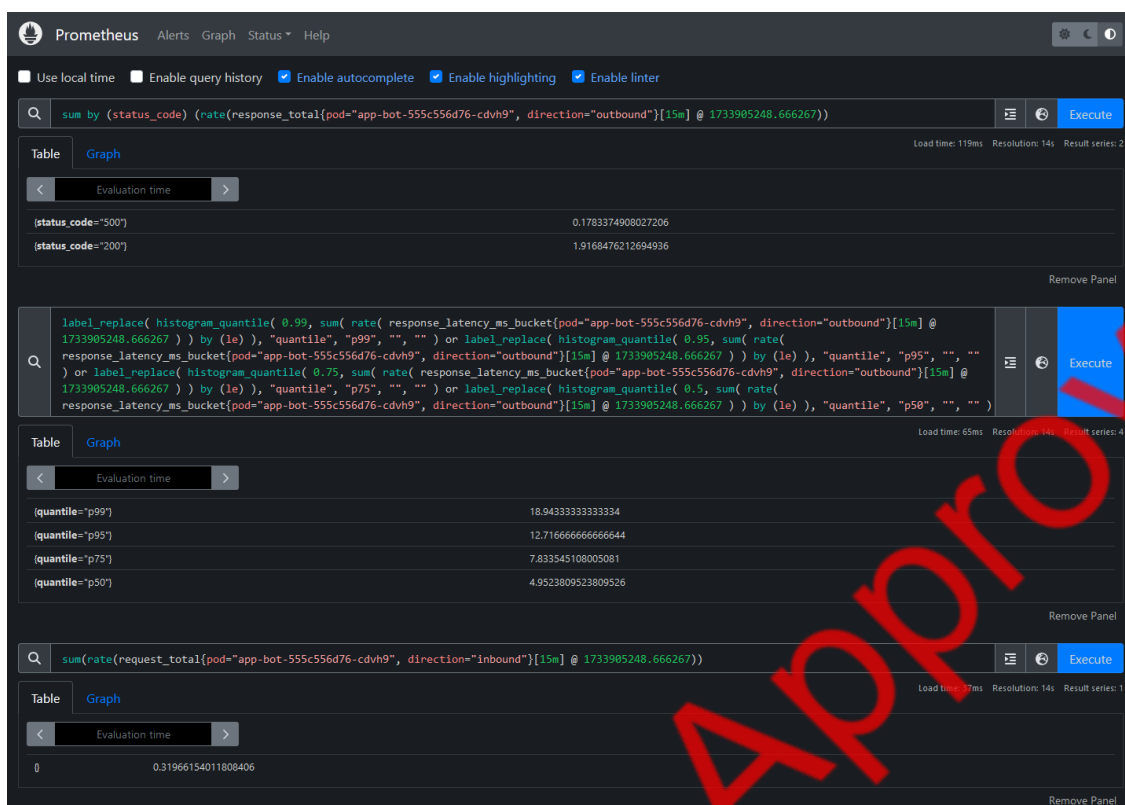 Prometheus Alerts Graph Status Help
Use local time Enable query history Enable autocomplete Enable highlighting Enable linter
sum by (status_code) (rate(response_total{pod="app-bot-555c556d76-cdvh9", direction="outbound"}[15m] @ 1733905248.666267))
Execute
Load time: 119ms Resolution: 14s Result series: 2
Table Graph
Evaluation time
{status_code="500"} 0.1783374908027206
{status_code="200"} 1.9168476212694936
Remove Panel
label_replace( histogram_quantile( 0.99, sum( rate( response_latency_ms_bucket{pod="app-bot-555c556d76-cdvh9", direction="outbound"}[15m] @
1733905248.666267 ) ) by (le) ), "quantile", "p99", "", "" ) or label_replace( histogram_quantile( 0.95, sum( rate(
response_latency_ms_bucket{pod="app-bot-555c556d76-cdvh9", direction="outbound"}[15m] @ 1733905248.666267 ) ) by (le) ), "quantile", "p95", "", ""
) or label_replace( histogram_quantile( 0.75, sum( rate( response_latency_ms_bucket{pod="app-bot-555c556d76-cdvh9", direction="outbound"}[15m] @
1733905248.666267 ) ) by (le) ), "quantile", "p75", "", "" ) or label_replace( histogram_quantile( 0.5, sum( rate(
response_latency_ms_bucket{pod="app-bot-555c556d76-cdvh9", direction="outbound"}[15m] @ 1733905248.666267 ) ) by (le) ), "quantile", "p50", "", "" )
Execute
Load time: 65ms Resolution: 14s Result series: 4
Table Graph
Evaluation time
{quantile="p99"} 18.94333333333334
{quantile="p95"} 12.716666666666644
{quantile="p75"} 7.833545108005081
{quantile="p50"} 4.9523809523809526
Remove Panel
sum(rate(request_total{pod="app-bot-555c556d76-cdvh9", direction="inbound"}[15m] @ 1733905248.666267))
Execute
Load time: 37ms Resolution: 14s Result series: 1
Table Graph
Evaluation time
{} 0.31966154011808406
Remove Panel